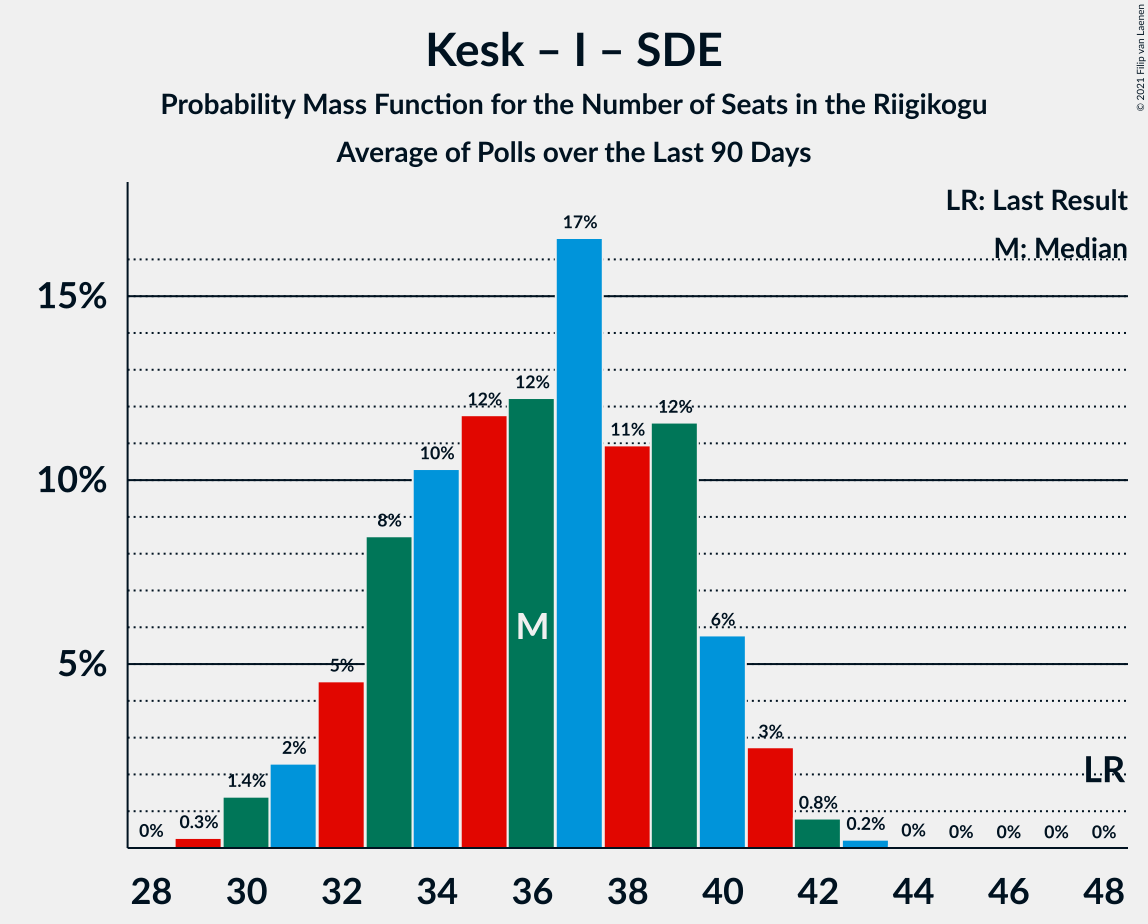 Kesk – I – SDE
Probability Mass Function for the Number of Seats in the Riigikogu
Average of Polls over the Last 90 Days
© 2021 Filip van Laenen
LR: Last Result
M: Median
15%
10%
5%
0%
0.3%
1.4%
2%
5%
8%
10%
12%
12%
17%
11%
12%
6%
3%
0.8%
0.2%
0%
0%
0%
0%
0%
M
LR
28 30 32 34 36 38 40 42 44 46 48